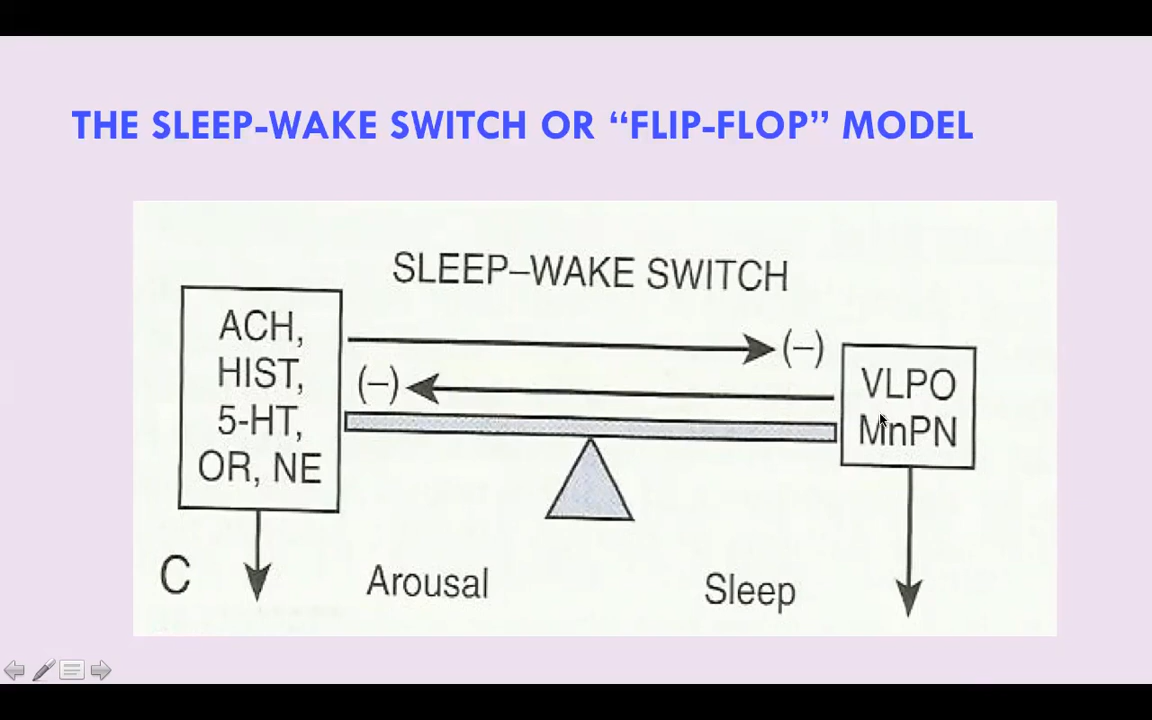 THE SLEEP-WAKE SWITCH OR “FLIP-FLOP” MODEL
SLEEP–WAKE SWITCH
ACH,
HIST,
5-HT,
OR, NE
(–)
(–)
VLPO
MnPN
C
Arousal
Sleep